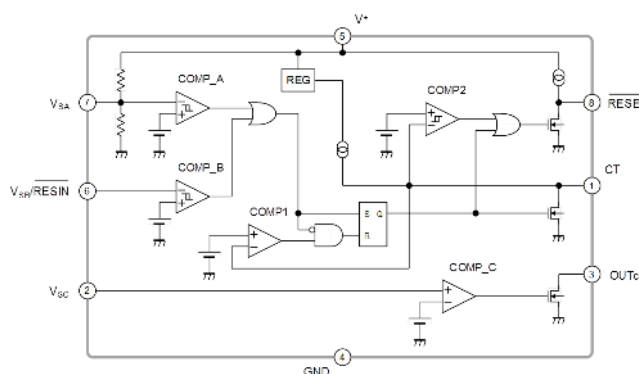 V+
5
COMP_A
REG
COMP2
VSA
7
8
RESE
COMP_B
CT
VSB/RESIN
6
1
COMP1
S Q
R
COMP_C
3
OUTC
VSC
2
4
GND